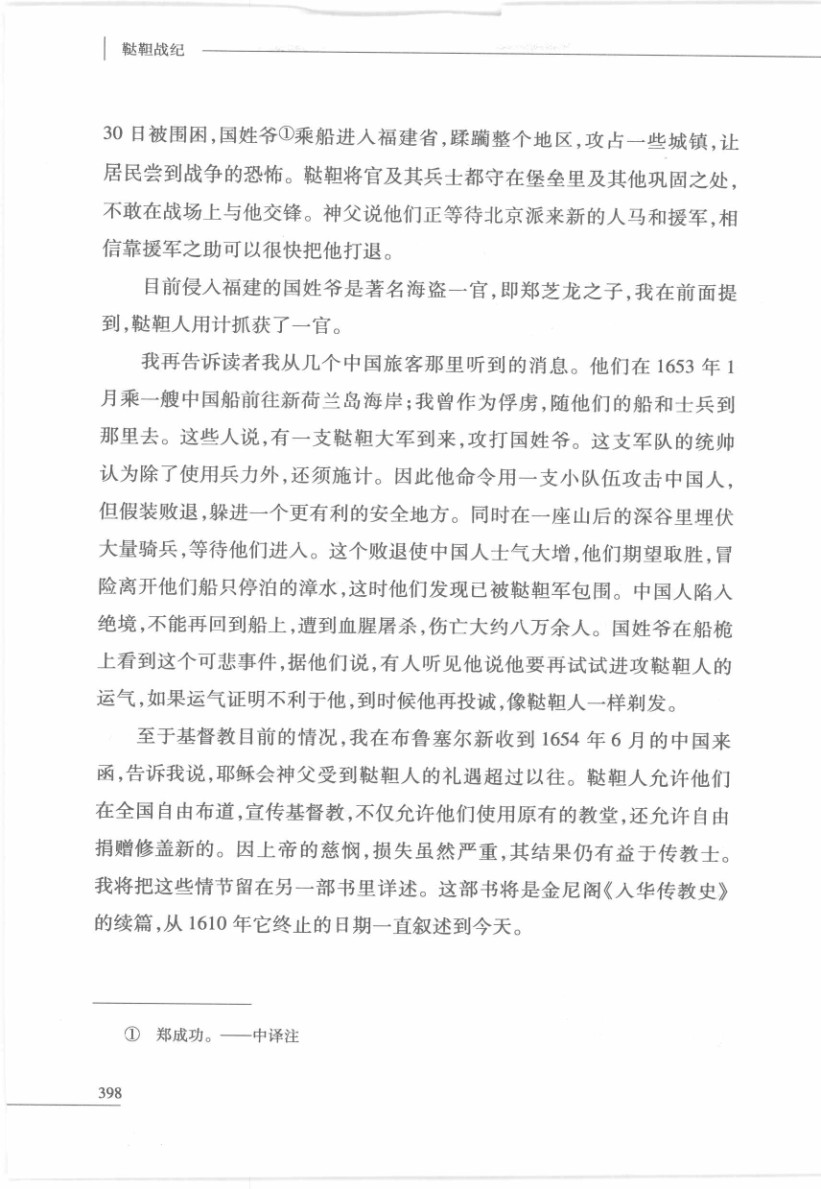 鞑靼战纪
30 日被围困,国姓爷①乘船进入福建省,蹂躏整个地区,攻占一些城镇,让
居民尝到战争的恐怖。鞑靼将官及其兵士都守在堡垒里及其他巩固之处,
不敢在战场上与他交锋。神父说他们正等待北京派来新的人马和援军,相
信靠援军之助可以很快把他打退。
目前侵入福建的国姓爷是著名海盗一官,即郑芝龙之子,我在前面提
到,鞑靼人用计抓获了一官。
我再告诉读者我从几个中国旅客那里听到的消息。他们在 1653 年 1
月乘一艘中国船前往新荷兰岛海岸;我曾作为俘虏,随他们的船和士兵到
那里去。这些人说,有一支鞑靼大军到来,攻打国姓爷。这支军队的统帅
认为除了使用兵力外,还须施计。因此他命令用一支小队伍攻击中国人,
但假装败退,躲进一个更有利的安全地方。同时在一座山后的深谷里埋伏
大量骑兵,等待他们进入。这个败退使中国人士气大增,他们期望取胜,冒
险离开他们船只停泊的漳水,这时他们发现已被鞑靼军包围。中国人陷入
绝境,不能再回到船上,遭到血腥屠杀,伤亡大约八万余人。国姓爷在船桅
上看到这个可悲事件,据他们说,有人听见他说他要再试试进攻鞑靼人的
运气,如果运气证明不利于他,到时候他再投诚,像鞑靼人一样剃发。
至于基督教目前的情况,我在布鲁塞尔新收到 1654 年 6 月的中国来
函,告诉我说,耶稣会神父受到鞑靼人的礼遇超过以往。鞑靼人允许他们
在全国自由布道,宣传基督教,不仅允许他们使用原有的教堂,还允许自由
捐赠修盖新的。因上帝的慈悯,损失虽然严重,其结果仍有益于传教士。
我将把这些情节留在另一部书里详述。这部书将是金尼阁《入华传教史》
的续篇,从 1610 年它终止的日期一直叙述到今天。
① 郑成功。——中译注
398